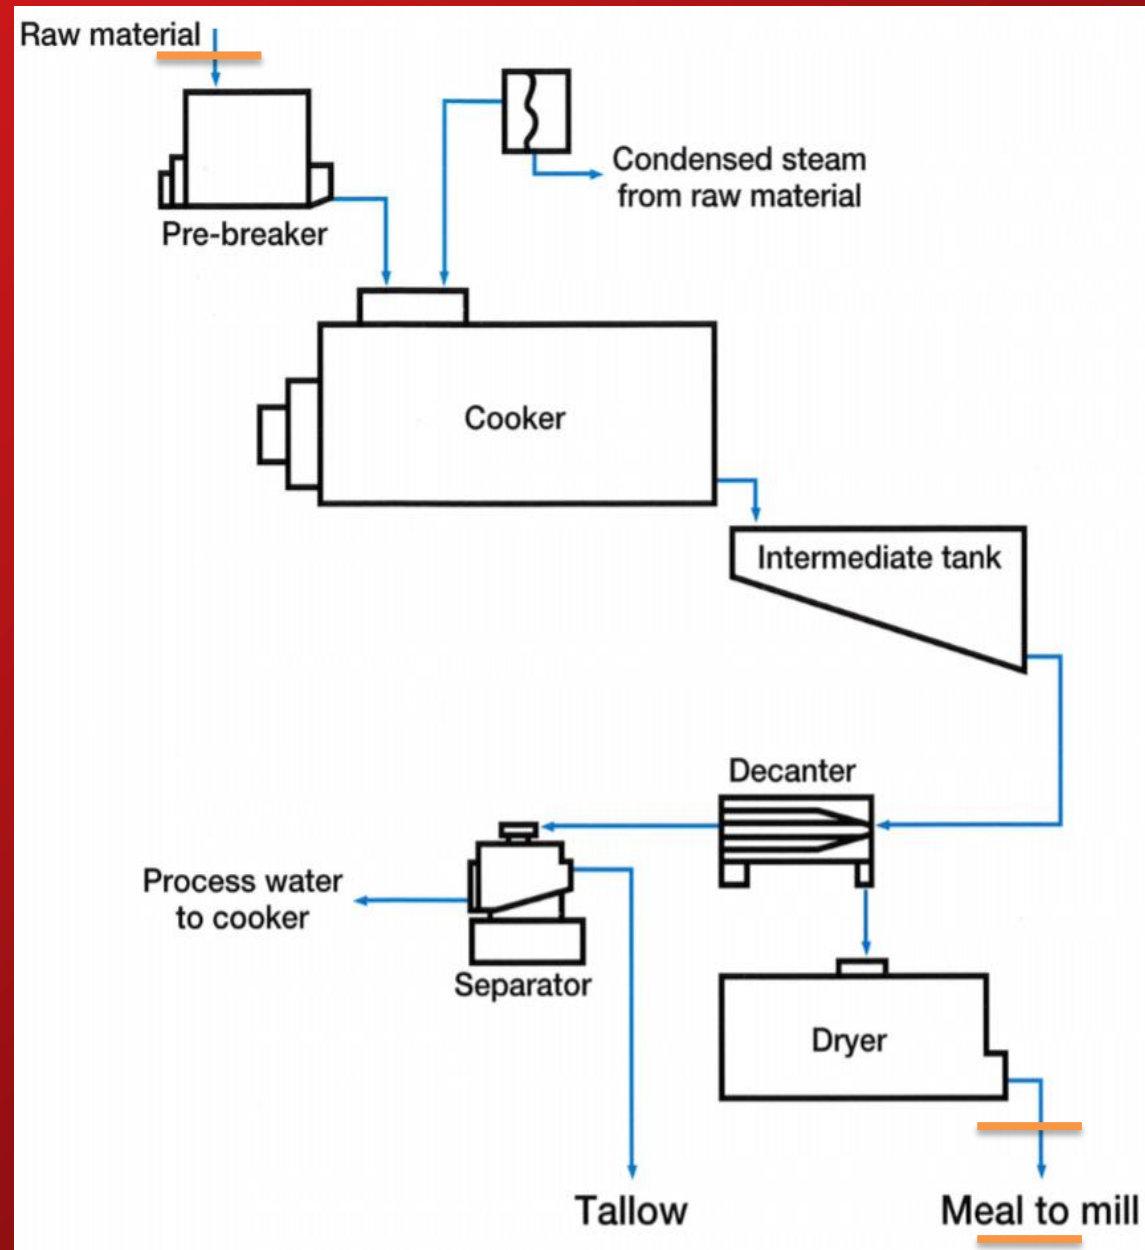 Raw material
Condensed steam
from raw material
Pre-breaker
Cooker
Intermediate tank
Decanter
Process water
to cooker
Separator
Dryer
Tallow
Meal to mill